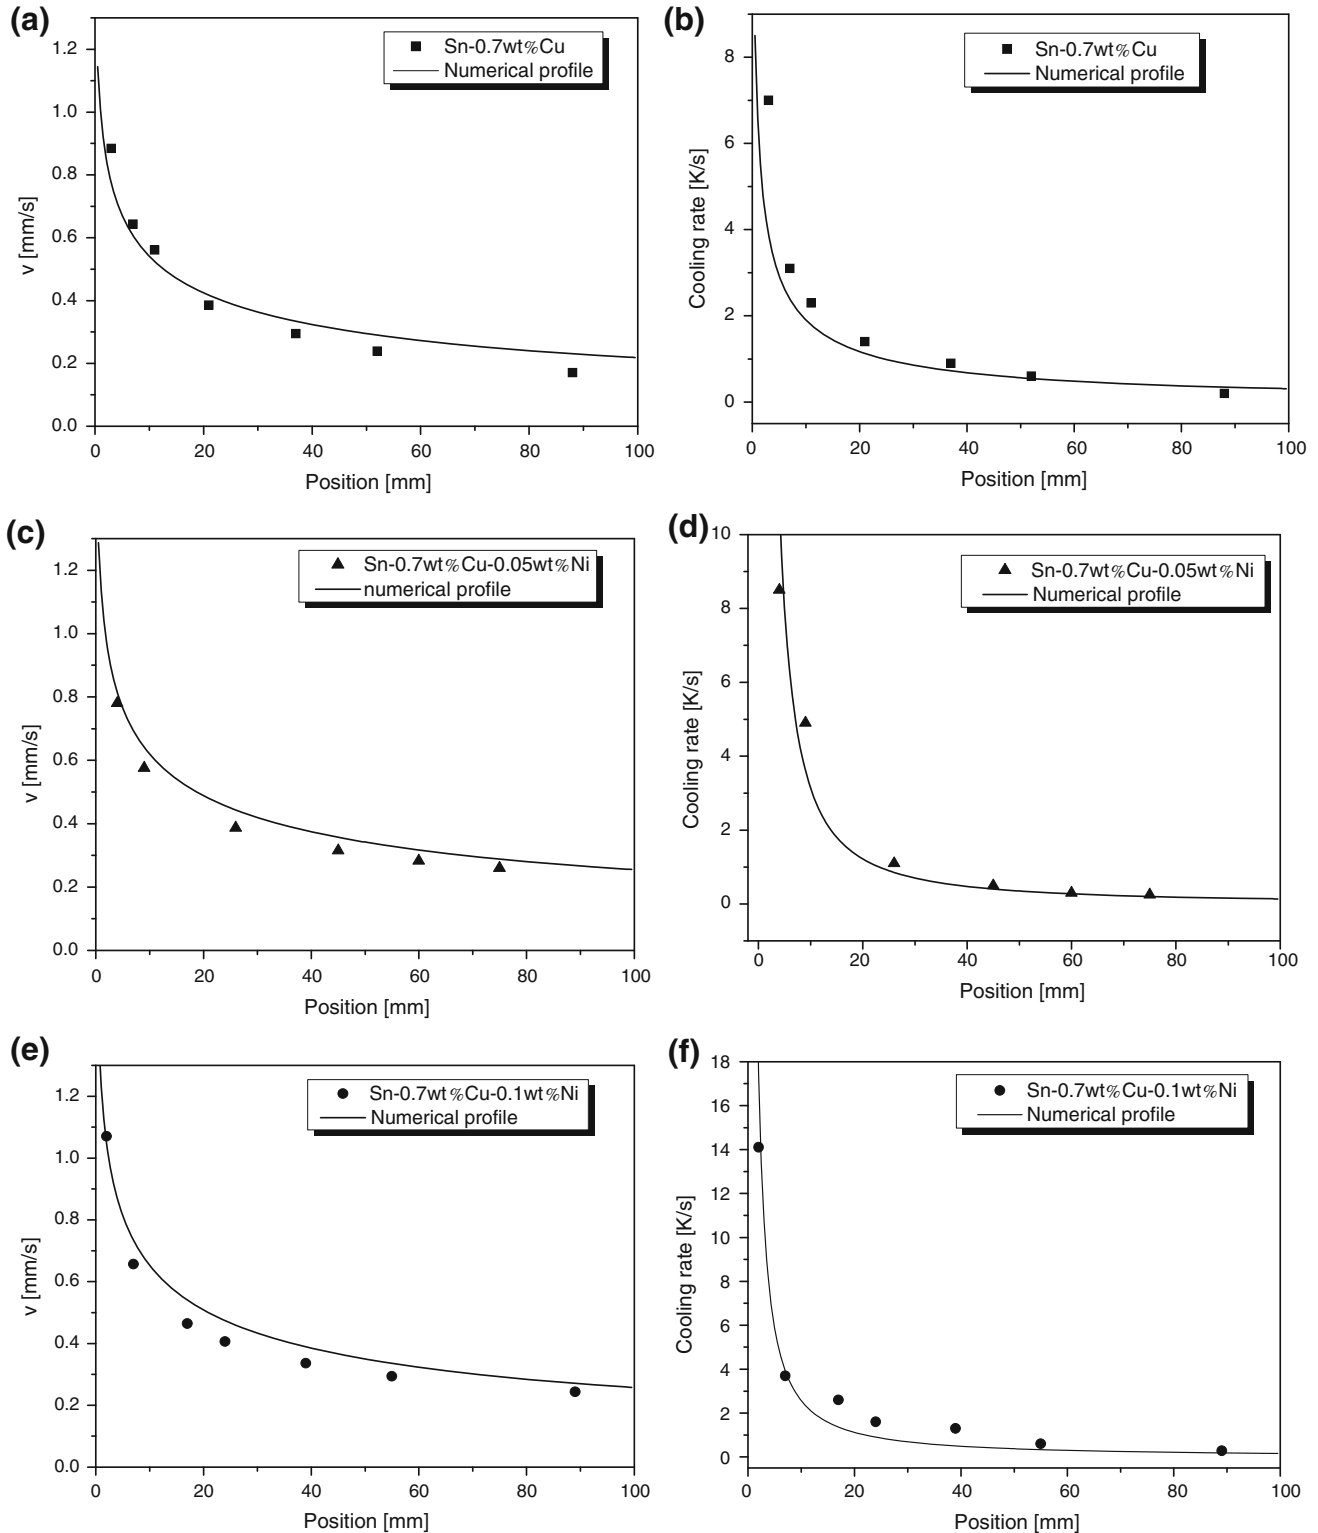 (a)
Sn-0.7wt%Cu
Numerical profile
1.2
1.0
0.8
0.6
0.4
0.2
0.0
v [mm/s]
0 20 40 60 80 100
Position [mm]
(b)
Sn-0.7wt%Cu
Numerical profile
8
6
4
2
0
Cooling rate [K/s]
0 20 40 60 80 100
Position [mm]
(c)
Sn-0.7wt%Cu-0.05wt%Ni
numerical profile
1.2
1.0
0.8
0.6
0.4
0.2
0.0
v [mm/s]
0 20 40 60 80 100
Position [mm]
(d)
Sn-0.7wt%Cu-0.05wt%Ni
Numerical profile
10
8
6
4
2
0
Cooling rate [K/s]
0 20 40 60 80 100
Position [mm]
(e)
Sn-0.7wt%Cu-0.1wt%Ni
Numerical profile
1.2
1.0
0.8
0.6
0.4
0.2
0.0
v [mm/s]
0 20 40 60 80 100
Position [mm]
(f)
Sn-0.7wt%Cu-0.1wt%Ni
Numerical profile
18
16
14
12
10
8
6
4
2
0
Cooling rate [K/s]
0 20 40 60 80 100
Position [mm]